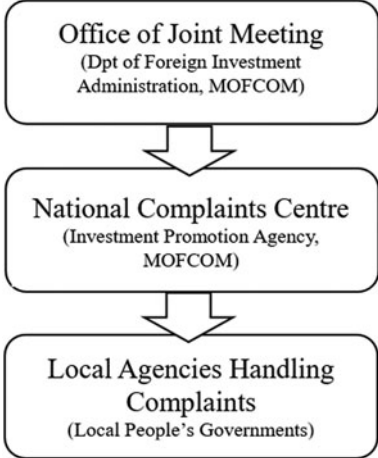 Office of Joint Meeting
(Dpt of Foreign Investment
Administration, MOFCOM)
National Complaints Centre
(Investment Promotion Agency,
MOFCOM)
Local Agencies Handling
Complaints
(Local People's Governments)